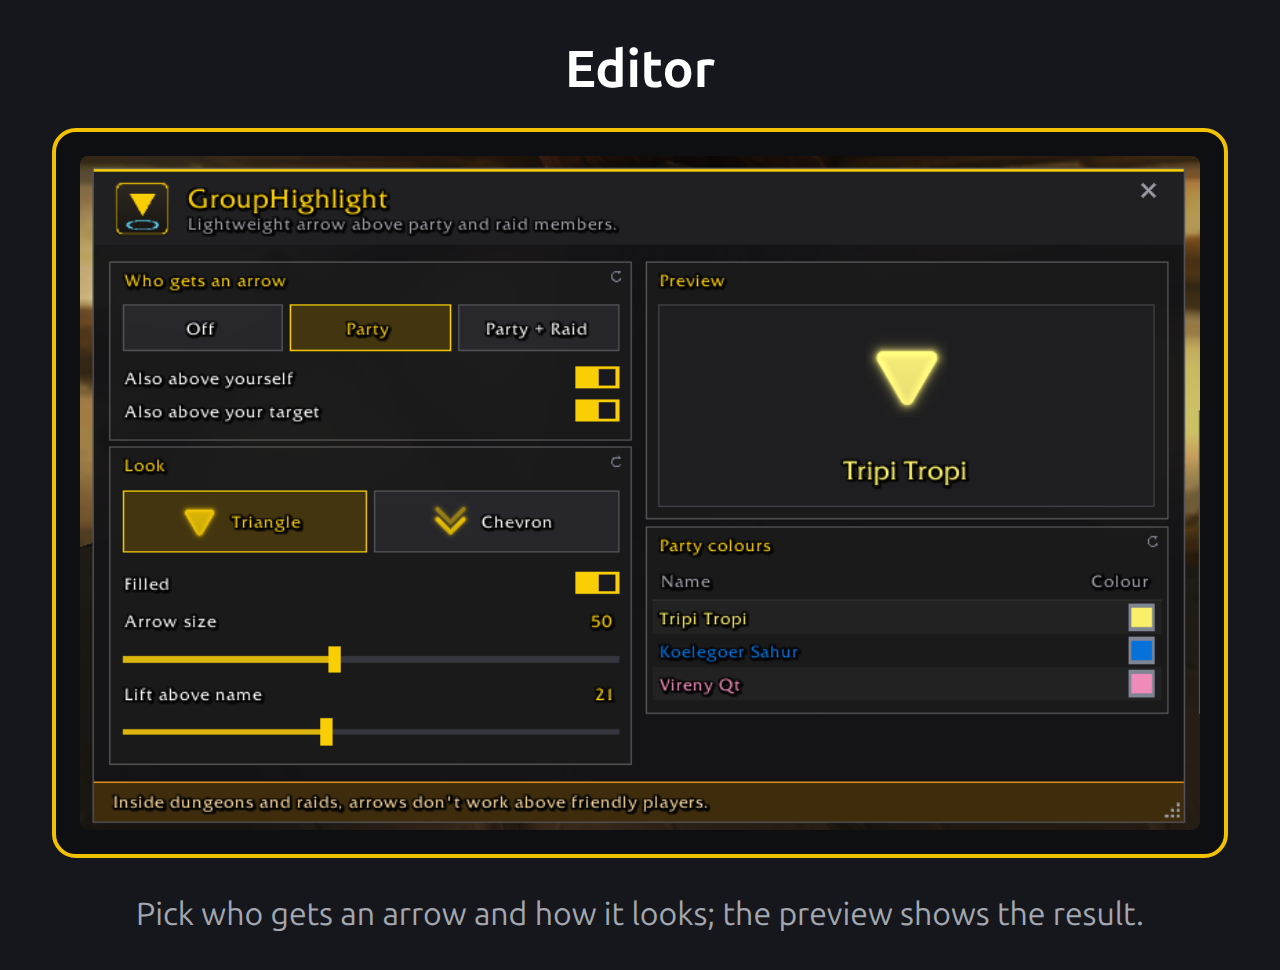 Editor
GroupHighlight
Lightweight arrow above party and raid members.
Who gets an arrow
Off
Party
Party + Raid
Also above yourself
Also above your target
Look
Triangle
Chevron
Filled
Arrow size
50
Lift above name
21
Preview
Tripi Tropi
Party colours
Name
Colour
Tripi Tropi
Koelegoer Sahur
Vireny Qt
Inside dungeons and raids, arrows don't work above friendly players.
Pick who gets an arrow and how it looks; the preview shows the result.